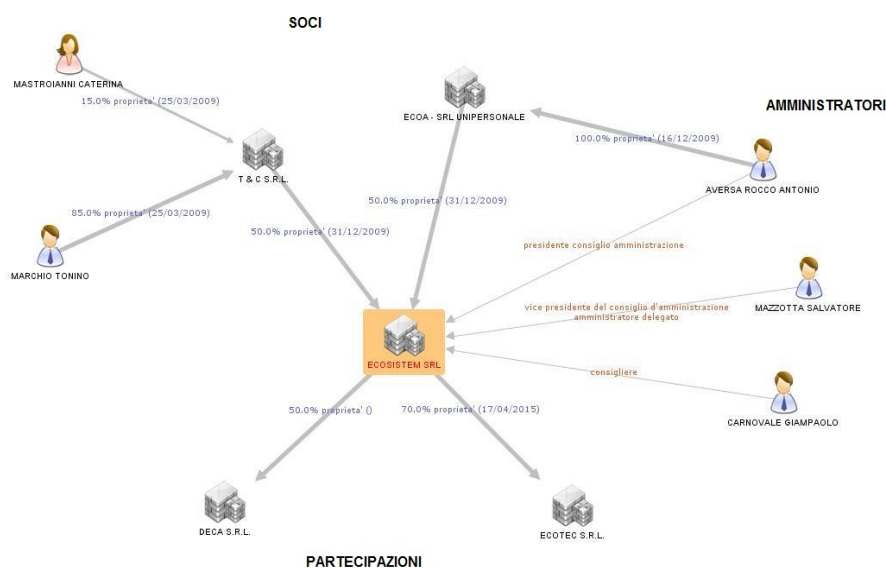 SOCI
MASTROIANNI CATERINA
15.0% proprieta' (25/03/2009)
ECOA - SRL UNIPERSONALE
AMMINISTRATORI
100.0% proprieta' (16/12/2009)
T & C S.R.L.
AVERSA ROCCO ANTONIO
85.0% proprieta' (25/03/2009)
50.0% proprieta' (31/12/2009)
50.0% proprieta' (31/12/2009)
MARCHIO TONINO
presidente consiglio amministrazione
vice presidente del consiglio d'amministrazione
amministratore delegato
MAZZOTTA SALVATORE
ECOSISTEM SRL
consigliere
50.0% proprieta' ()
70.0% proprieta' (17/04/2015)
CARNOVALE GIAMPAOLO
DECA S.R.L.
ECOTEC S.R.L.
PARTECIPAZIONI